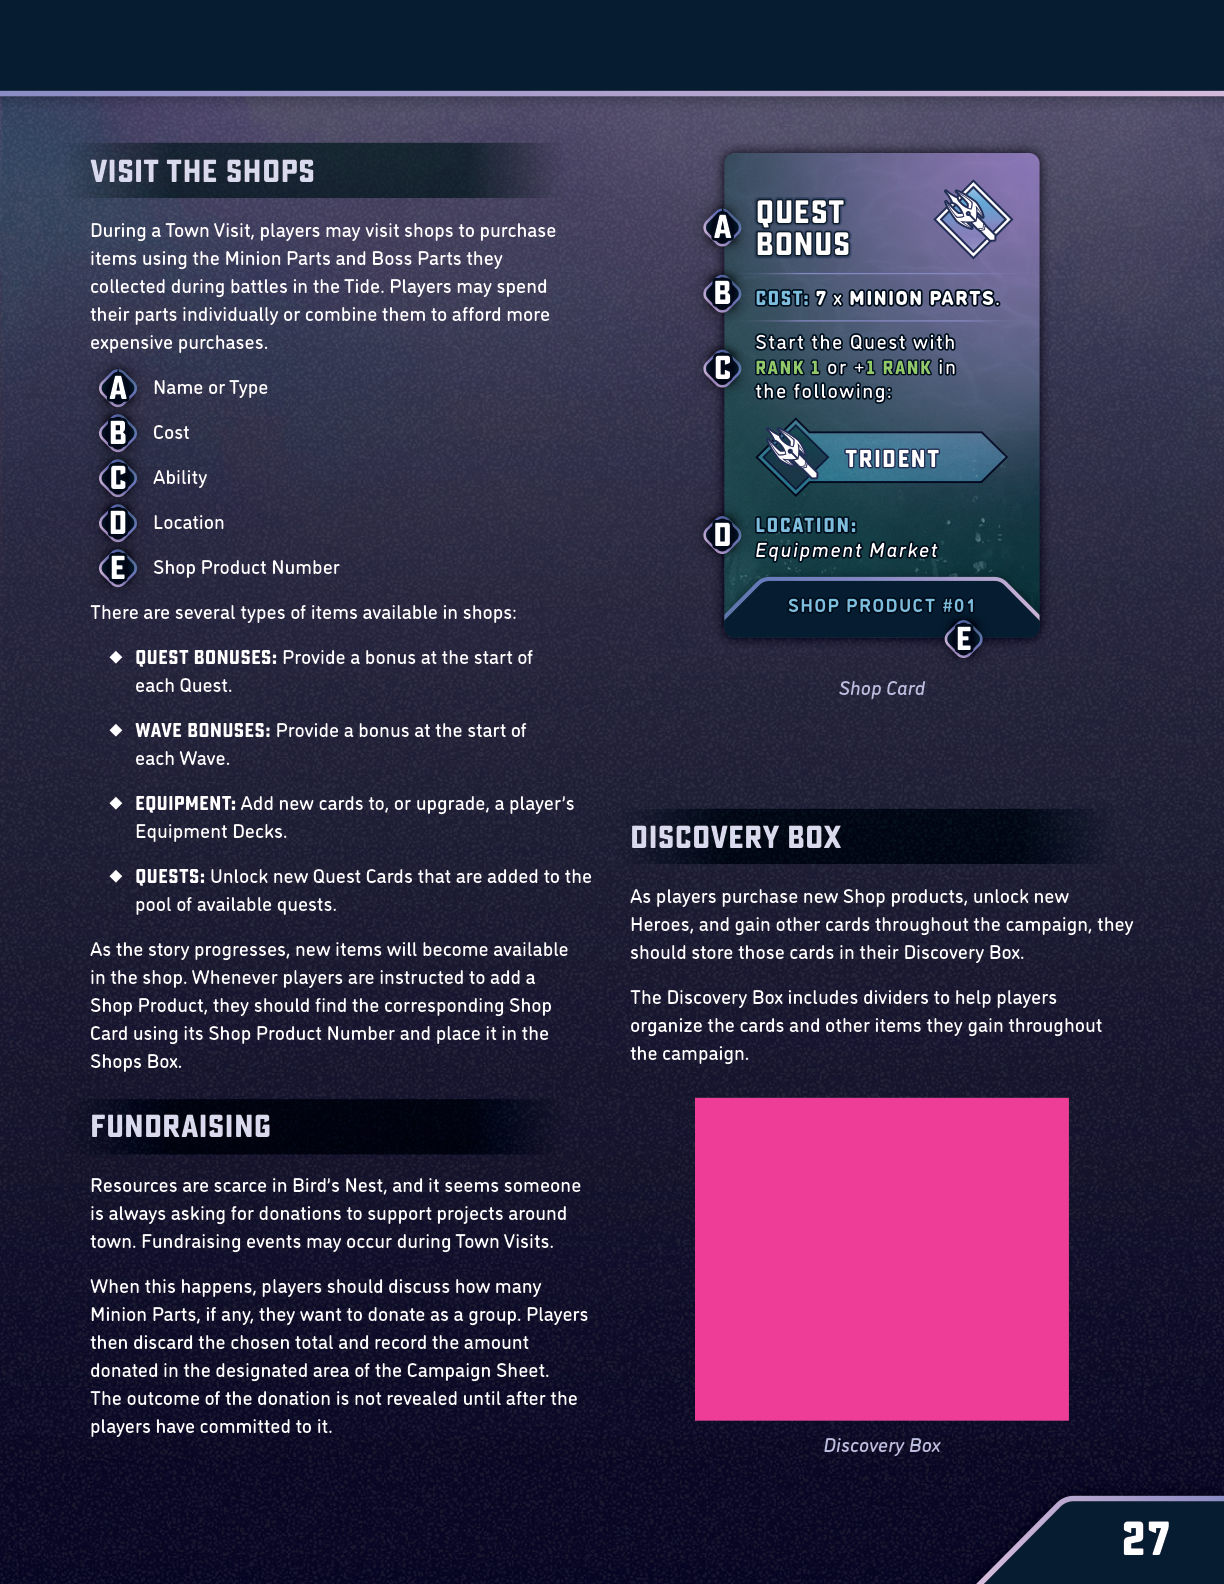 VISIT THE SHOPS
During a Town Visit, players may visit shops to purchase
items using the Minion Parts and Boss Parts they
collected during battles in the Tide. Players may spend
their parts individually or combine them to afford more
expensive purchases.
A Name or Type
B Cost
C Ability
D Location
E Shop Product Number
There are several types of items available in shops:
◆ QUEST BONUSES: Provide a bonus at the start of
each Quest.
◆ WAVE BONUSES: Provide a bonus at the start of
each Wave.
◆ EQUIPMENT: Add new cards to, or upgrade, a player's
Equipment Decks.
◆ QUESTS: Unlock new Quest Cards that are added to the
pool of available quests.
As the story progresses, new items will become available
in the shop. Whenever players are instructed to add a
Shop Product, they should find the corresponding Shop
Card using its Shop Product Number and place it in the
Shops Box.
FUNDRAISING
Resources are scarce in Bird's Nest, and it seems someone
is always asking for donations to support projects around
town. Fundraising events may occur during Town Visits.
When this happens, players should discuss how many
Minion Parts, if any, they want to donate as a group. Players
then discard the chosen total and record the amount
donated in the designated area of the Campaign Sheet.
The outcome of the donation is not revealed until after the
players have committed to it.
A QUEST
BONUS
B COST: 7 x MINION PARTS.
C Start the Quest with
RANK 1 or +1 RANK in
the following:
TRIDENT
D LOCATION:
Equipment Market
SHOP PRODUCT #01
E
Shop Card
DISCOVERY BOX
As players purchase new Shop products, unlock new
Heroes, and gain other cards throughout the campaign, they
should store those cards in their Discovery Box.
The Discovery Box includes dividers to help players
organize the cards and other items they gain throughout
the campaign.
Discovery Box
27